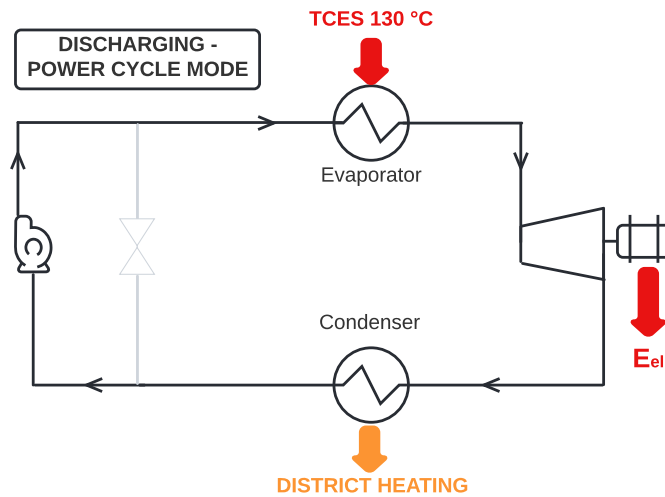 TCES 130 °C
DISCHARGING -
POWER CYCLE MODE
Evaporator
Condenser
Eel
DISTRICT HEATING